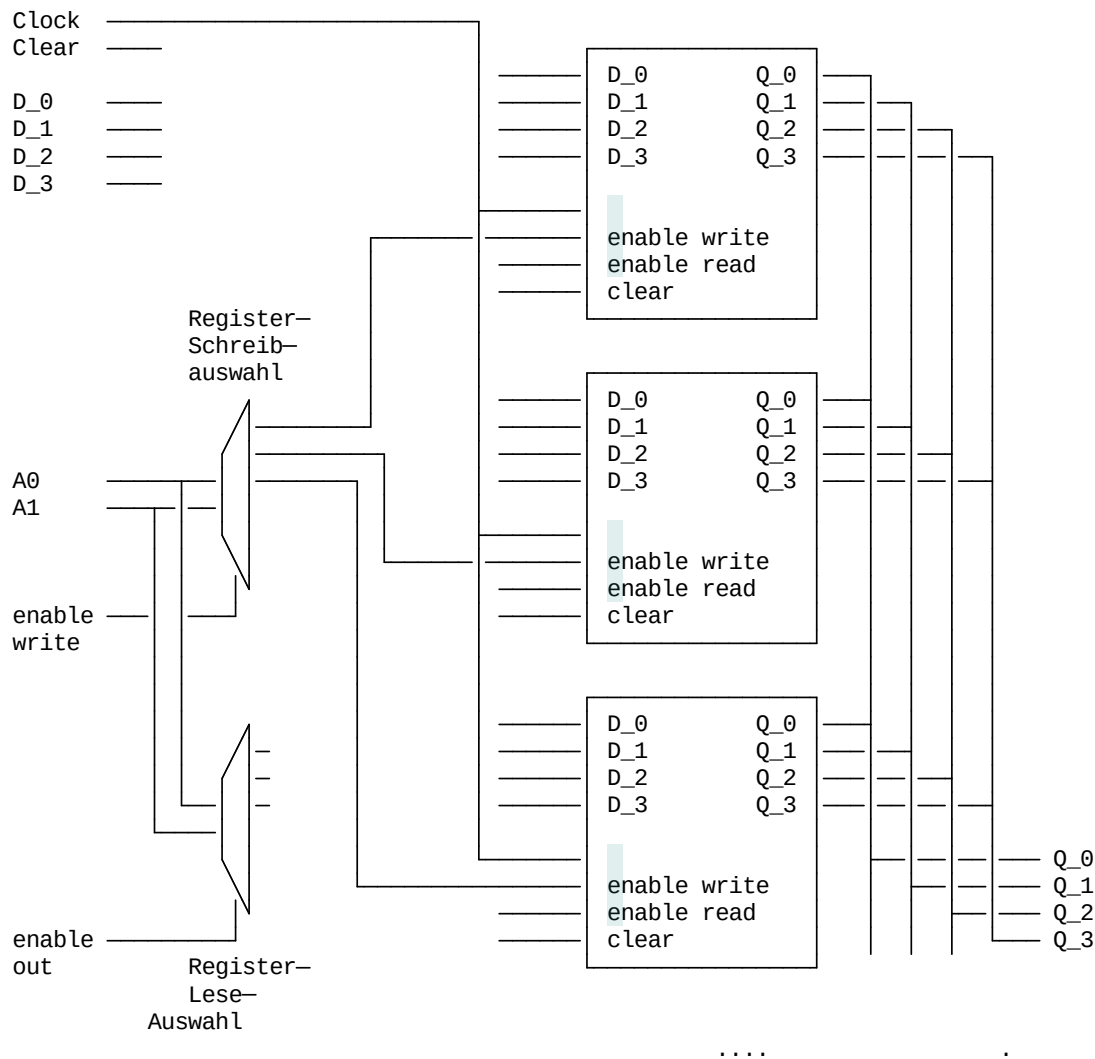 Clock
Clear
D_0
D_1
D_2
D_3
D_0 Q_0
D_1 Q_1
D_2 Q_2
D_3 Q_3
enable write
enable read
clear
Register—
Schreib—
auswahl
D_0 Q_0
D_1 Q_1
D_2 Q_2
D_3 Q_3
A0
A1
enable write
enable read
clear
enable
write
D_0 Q_0
D_1 Q_1
D_2 Q_2
D_3 Q_3
enable write
enable read
clear
Q_0
Q_1
Q_2
Q_3
enable
out
Register—
Lese—
Auswahl